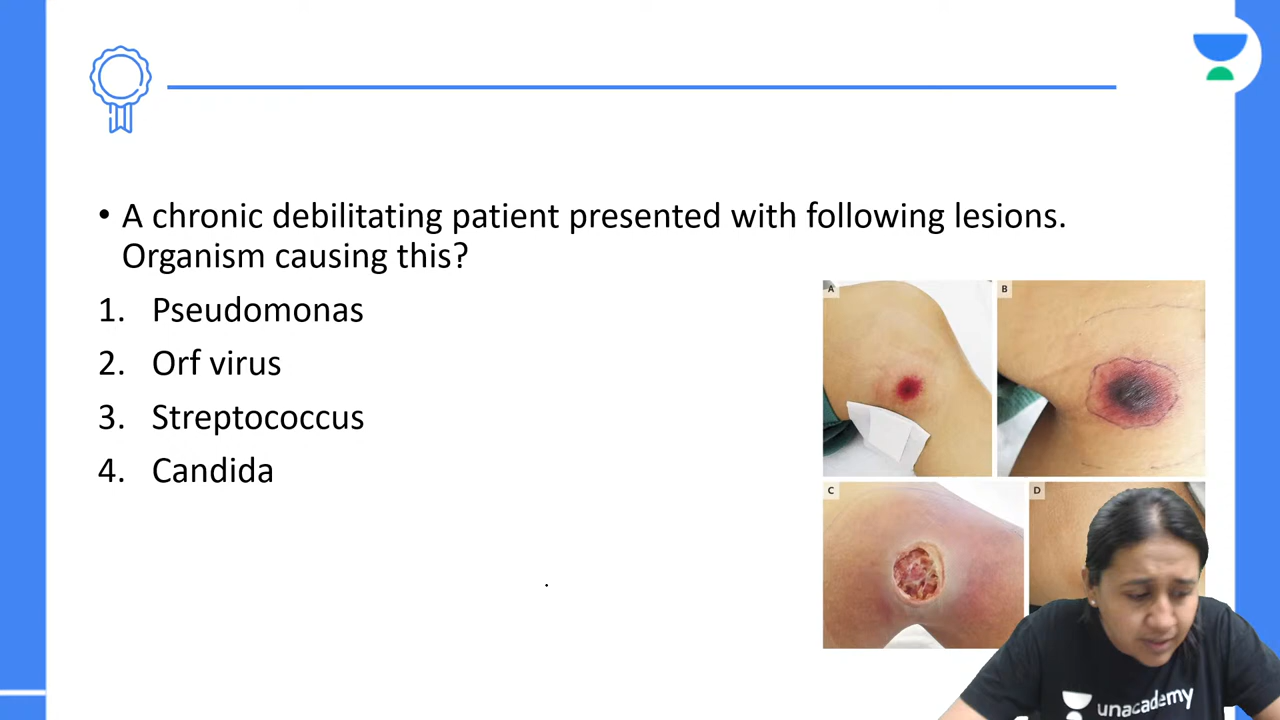 • A chronic debilitating patient presented with following lesions.
Organism causing this?
1. Pseudomonas
2. Orf virus
3. Streptococcus
4. Candida
A
B
C
D
unacademy